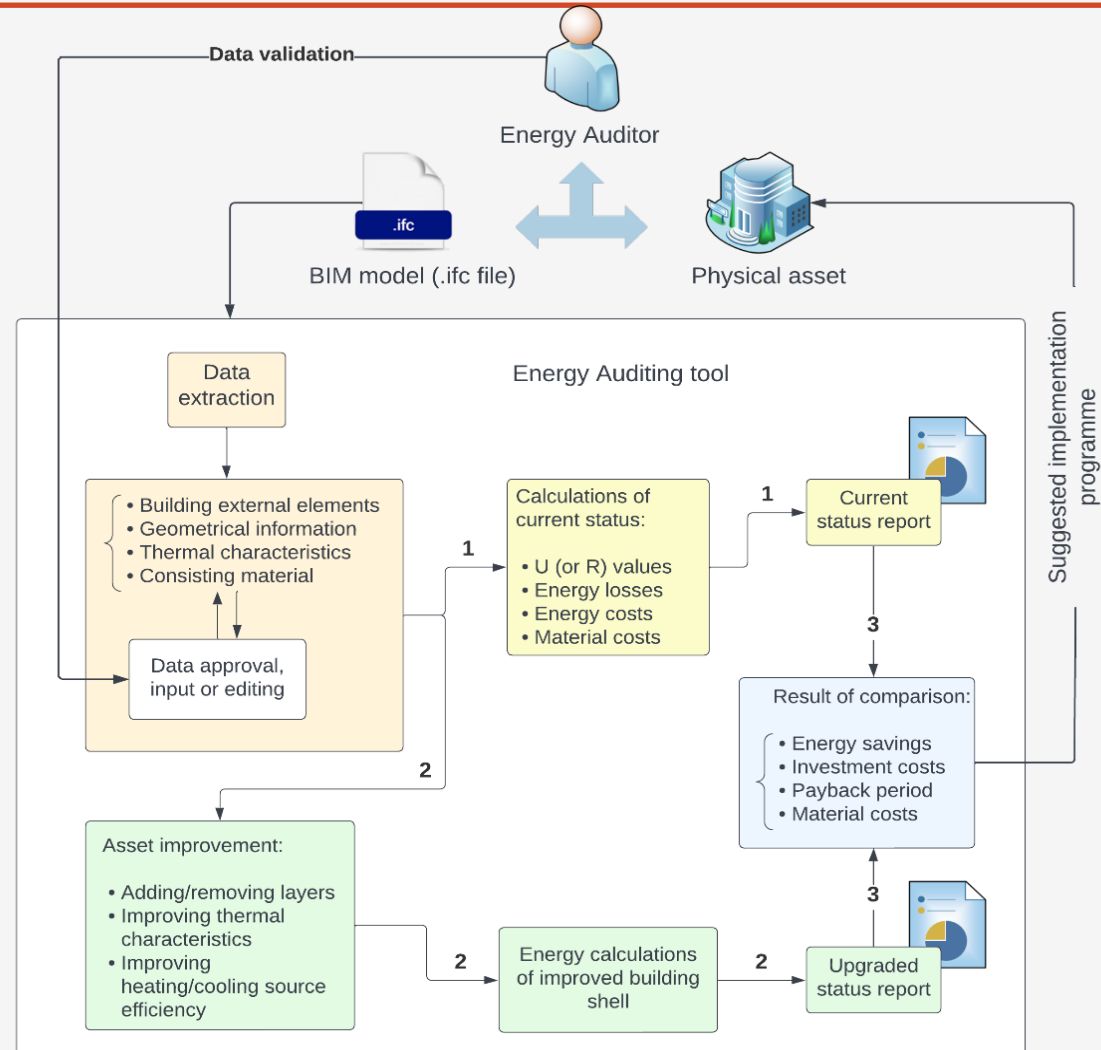 Data validation
Energy Auditor
.ifc
BIM model (.ifc file)
Physical asset
Suggested implementation
programme
Energy Auditing tool
Data
extraction
• Building external elements
• Geometrical information
• Thermal characteristics
• Consisting material
Data approval,
input or editing
1
Calculations of
current status:
• U (or R) values
• Energy losses
• Energy costs
• Material costs
1
Current
status report
3
Result of comparison:
• Energy savings
• Investment costs
• Payback period
• Material costs
2
Asset improvement:
• Adding/removing layers
• Improving thermal
characteristics
• Improving
heating/cooling source
efficiency
2
Energy calculations
of improved building
shell
2
Upgraded
status report
3